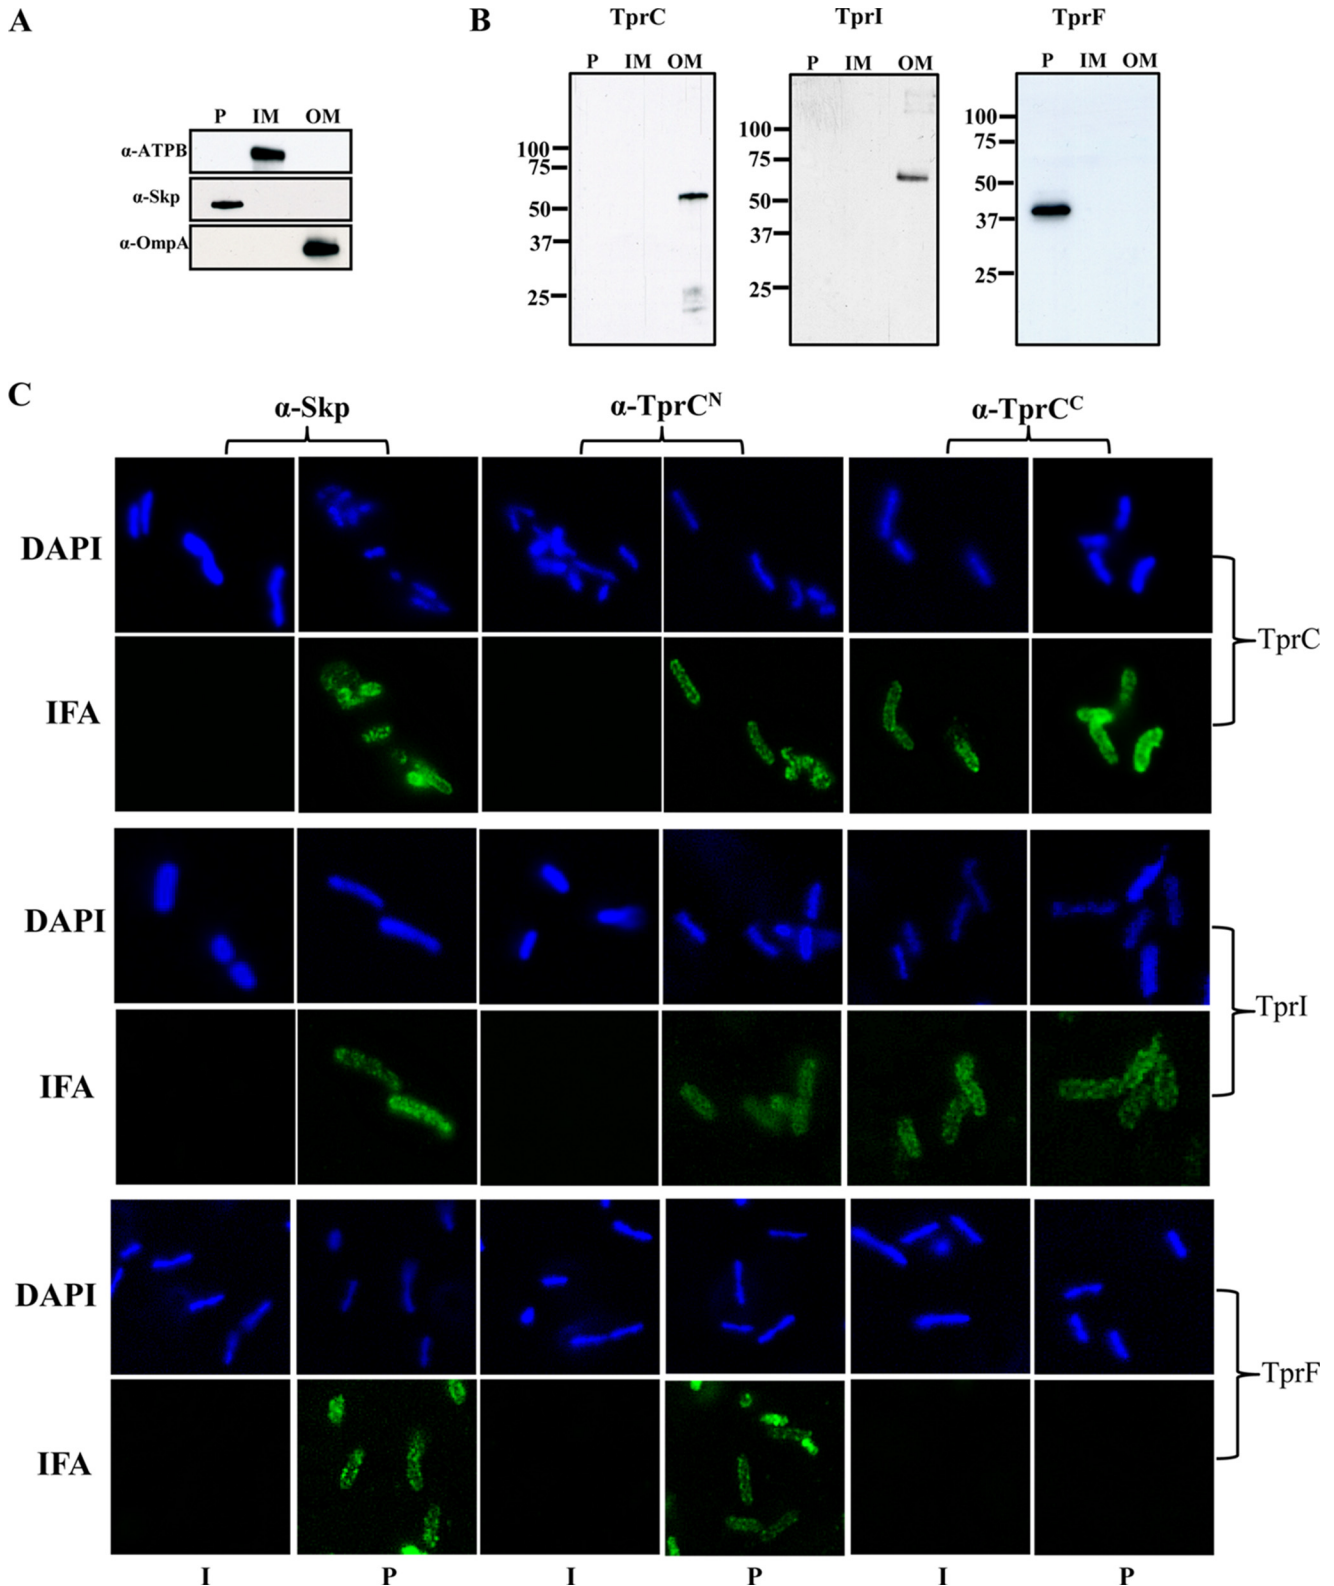 A
P IM OM
α-ATPB
α-Skp
α-OmpA
B
TprC TprI TprF
P IM OM
100
75
50
37
25
P IM OM
100
75
50
37
25
P IM OM
100
75
50
37
25
C
α-Skp α-TprCᴺ α-TprCᶜ
DAPI
IFA
TprC
DAPI
IFA
TprI
DAPI
IFA
TprF
I P I P I P